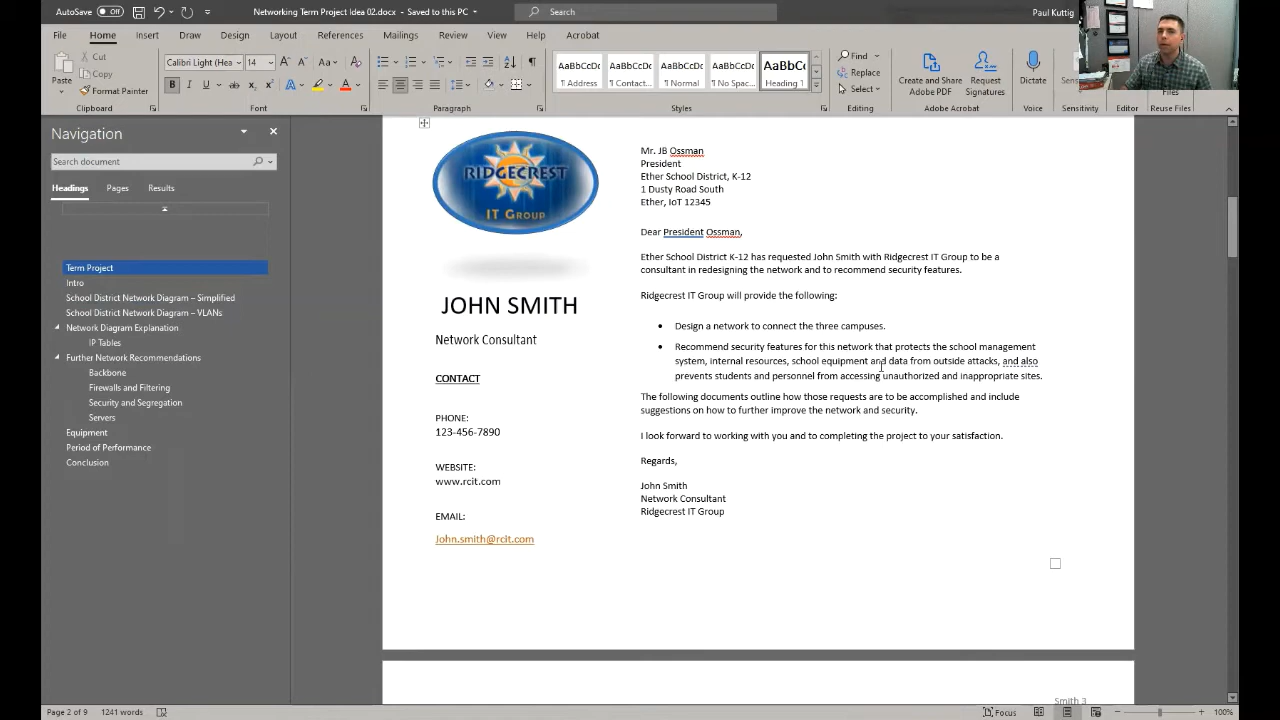 AutoSave Off
Networking Term Project Idea 02.docx - Saved to this PC
Search
Paul Kuttig
File Home Insert Draw Design Layout References Mailings Review View Help Acrobat
Paste
Cut
Copy
Format Painter
Clipboard
Calibri Light (Hea 14
Font
Paragraph
AaBbCcDc AaBbCcDc AaBbCcDc AaBbCcDc AaBbCc
¶ Address ¶ Contact... ¶ Normal ¶ No Spac... Heading 1
Styles
Find
Replace
Select
Editing
Create and Share
Adobe PDF
Request
Signatures
Adobe Acrobat
Dictate
Voice
Sensitivity
Editor
Files
Reuse Files
Navigation
Search document
Headings Pages Results
Term Project
Intro
School District Network Diagram – Simplified
School District Network Diagram – VLANs
Network Diagram Explanation
IP Tables
Further Network Recommendations
Backbone
Firewalls and Filtering
Security and Segregation
Servers
Equipment
Period of Performance
Conclusion
RIDGECREST
IT GROUP
JOHN SMITH
Network Consultant
CONTACT
PHONE:
123-456-7890
WEBSITE:
www.rcit.com
EMAIL:
John.smith@rcit.com
Mr. JB Ossman
President
Ether School District, K-12
1 Dusty Road South
Ether, IoT 12345
Dear President Ossman,
Ether School District K-12 has requested John Smith with Ridgecrest IT Group to be a
consultant in redesigning the network and to recommend security features.
Ridgecrest IT Group will provide the following:
• Design a network to connect the three campuses.
• Recommend security features for this network that protects the school management
system, internal resources, school equipment and data from outside attacks, and also
prevents students and personnel from accessing unauthorized and inappropriate sites.
The following documents outline how those requests are to be accomplished and include
suggestions on how to further improve the network and security.
I look forward to working with you and to completing the project to your satisfaction.
Regards,
John Smith
Network Consultant
Ridgecrest IT Group
Smith 3
Page 2 of 9 1241 words
Focus
100%